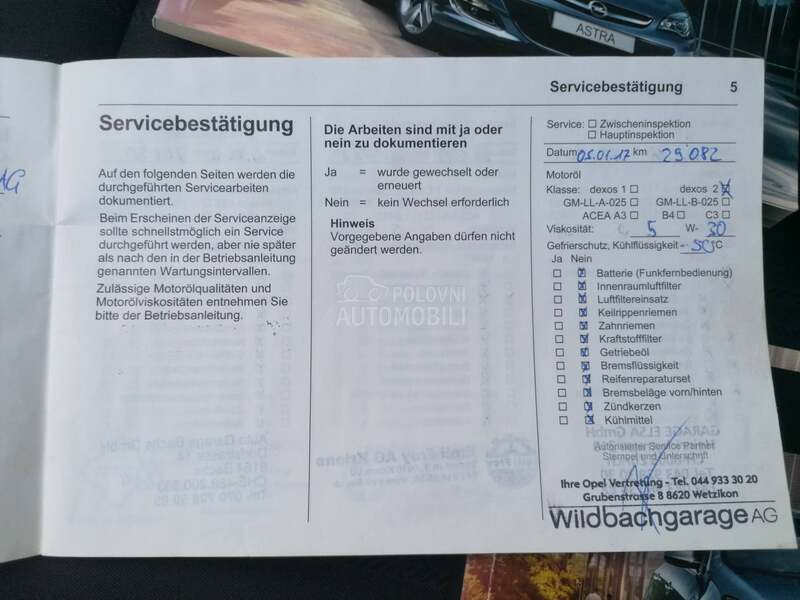 ASTRA
Servicebestätigung 5
AG
Servicebestätigung
Auf den folgenden Seiten werden die
durchgeführten Servicearbeiten
dokumentiert.
Beim Erscheinen der Serviceanzeige
sollte schnellstmöglich ein Service
durchgeführt werden, aber nie später
als nach den in der Betriebsanleitung
genannten Wartungsintervallen.
Zulässige Motorölqualitäten und
Motorölviskositäten entnehmen Sie
bitte der Betriebsanleitung.
Die Arbeiten sind mit ja oder
nein zu dokumentieren
Ja = wurde gewechselt oder
erneuert
Nein = kein Wechsel erforderlich
Hinweis
Vorgegebene Angaben dürfen nicht
geändert werden.
POLOVNI
AUTOMOBILI
Service: Zwischeninspektion
Hauptinspektion
Datum 05.01.17 km 29082
Motoröl
Klasse: dexos 1 dexos 2
GM-LL-A-025 GM-LL-B-025
ACEA A3 B4 C3
Viskosität: 5 W- 30
Gefrierschutz, Kühlflüssigkeit - °C
Ja Nein
Batterie (Funkfernbedienung)
Innenraumluftfilter
Luftfiltereinsatz
Keilrippenriemen
Zahnriemen
Kraftstofffilter
Getriebeöl
Bremsflüssigkeit
Reifenreparaturset
Bremsbeläge vorn/hinten
Zündkerzen
Kühlmittel
Autorisierter Service Partner
Stempel und Unterschrift
Ihre Opel Vertretung - Tel. 044 933 30 20
Grubenstrasse 8 8620 Wetzikon
Wildbachgarage AG